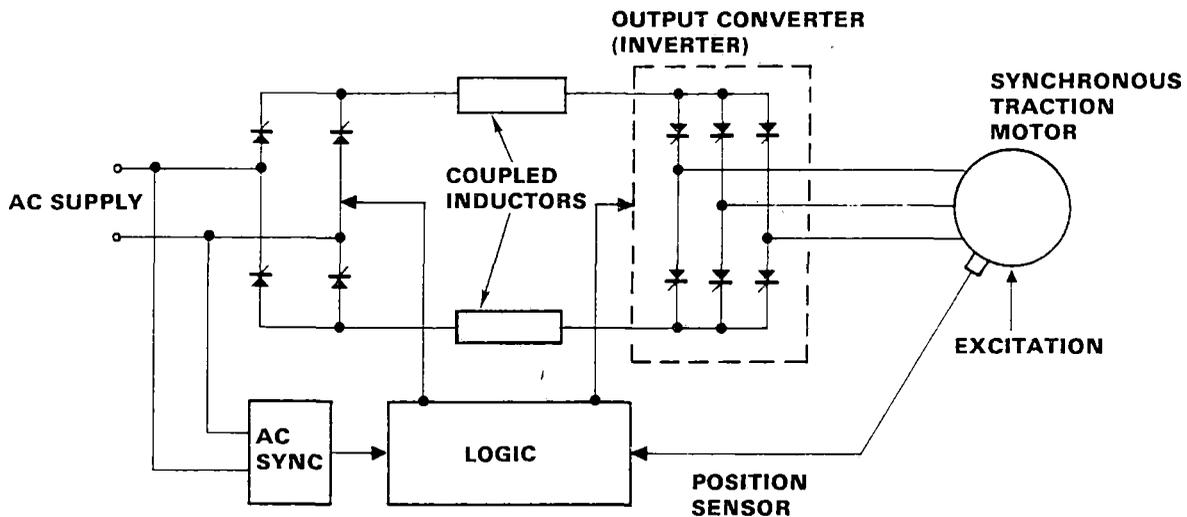 OUTPUT CONVERTER
(INVERTER)
SYNCHRONOUS
TRACTION
MOTOR
COUPLED
INDUCTORS
AC SUPPLY
EXCITATION
AC
SYNC
LOGIC
POSITION
SENSOR